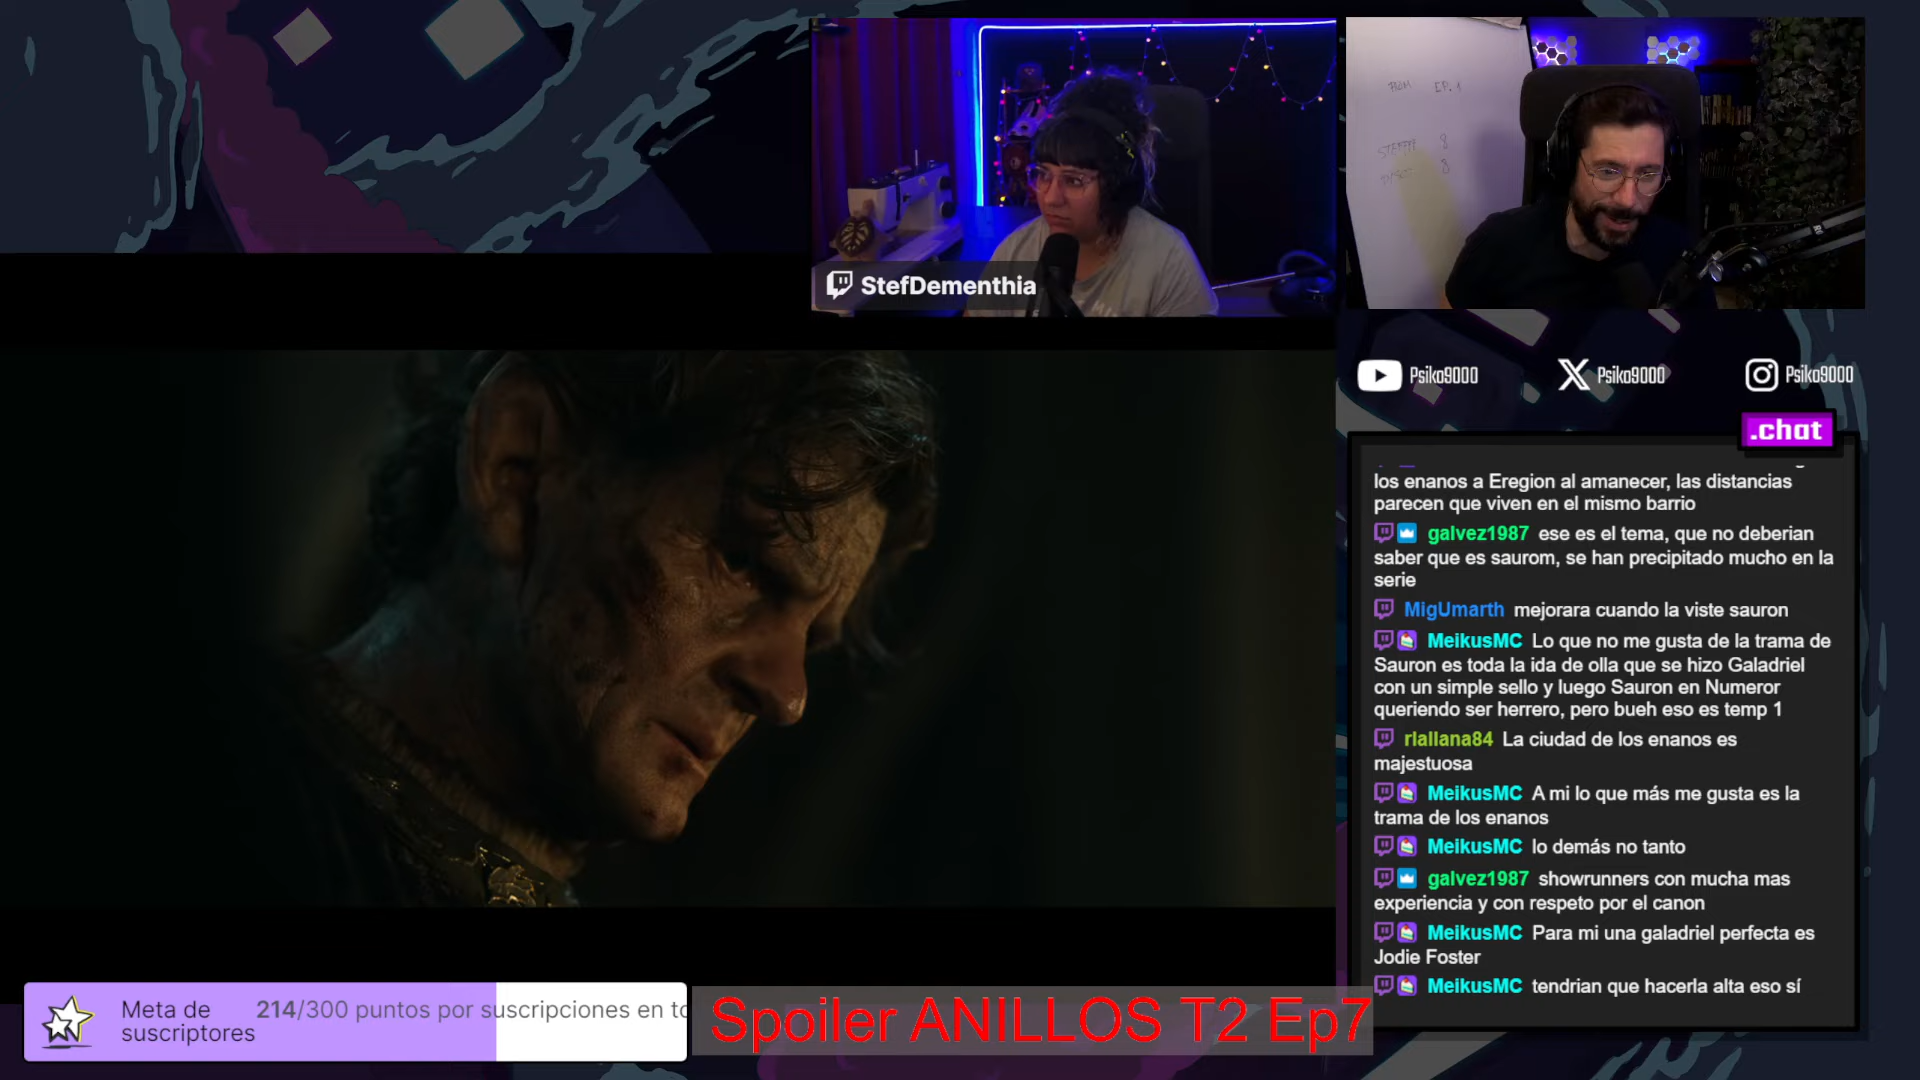 BOM EP. 1
8
8
StefDementhia
Psiko9000
Psiko9000
Psiko9000
.chat
los enanos a Eregion al amanecer, las distancias
parecen que viven en el mismo barrio
galvez1987 ese es el tema, que no deberian
saber que es saurom, se han precipitado mucho en la
serie
MigUmarth mejorara cuando la viste sauron
MeikusMC Lo que no me gusta de la trama de
Sauron es toda la ida de olla que se hizo Galadriel
con un simple sello y luego Sauron en Numeror
queriendo ser herrero, pero bueh eso es temp 1
rlallana84 La ciudad de los enanos es
majestuosa
MeikusMC A mi lo que más me gusta es la
trama de los enanos
MeikusMC lo demás no tanto
galvez1987 showrunners con mucha mas
experiencia y con respeto por el canon
MeikusMC Para mi una galadriel perfecta es
Jodie Foster
MeikusMC tendrian que hacerla alta eso sí
Meta de
suscriptores
214/300 puntos por suscripciones en to
Spoiler ANILLOS T2 Ep7